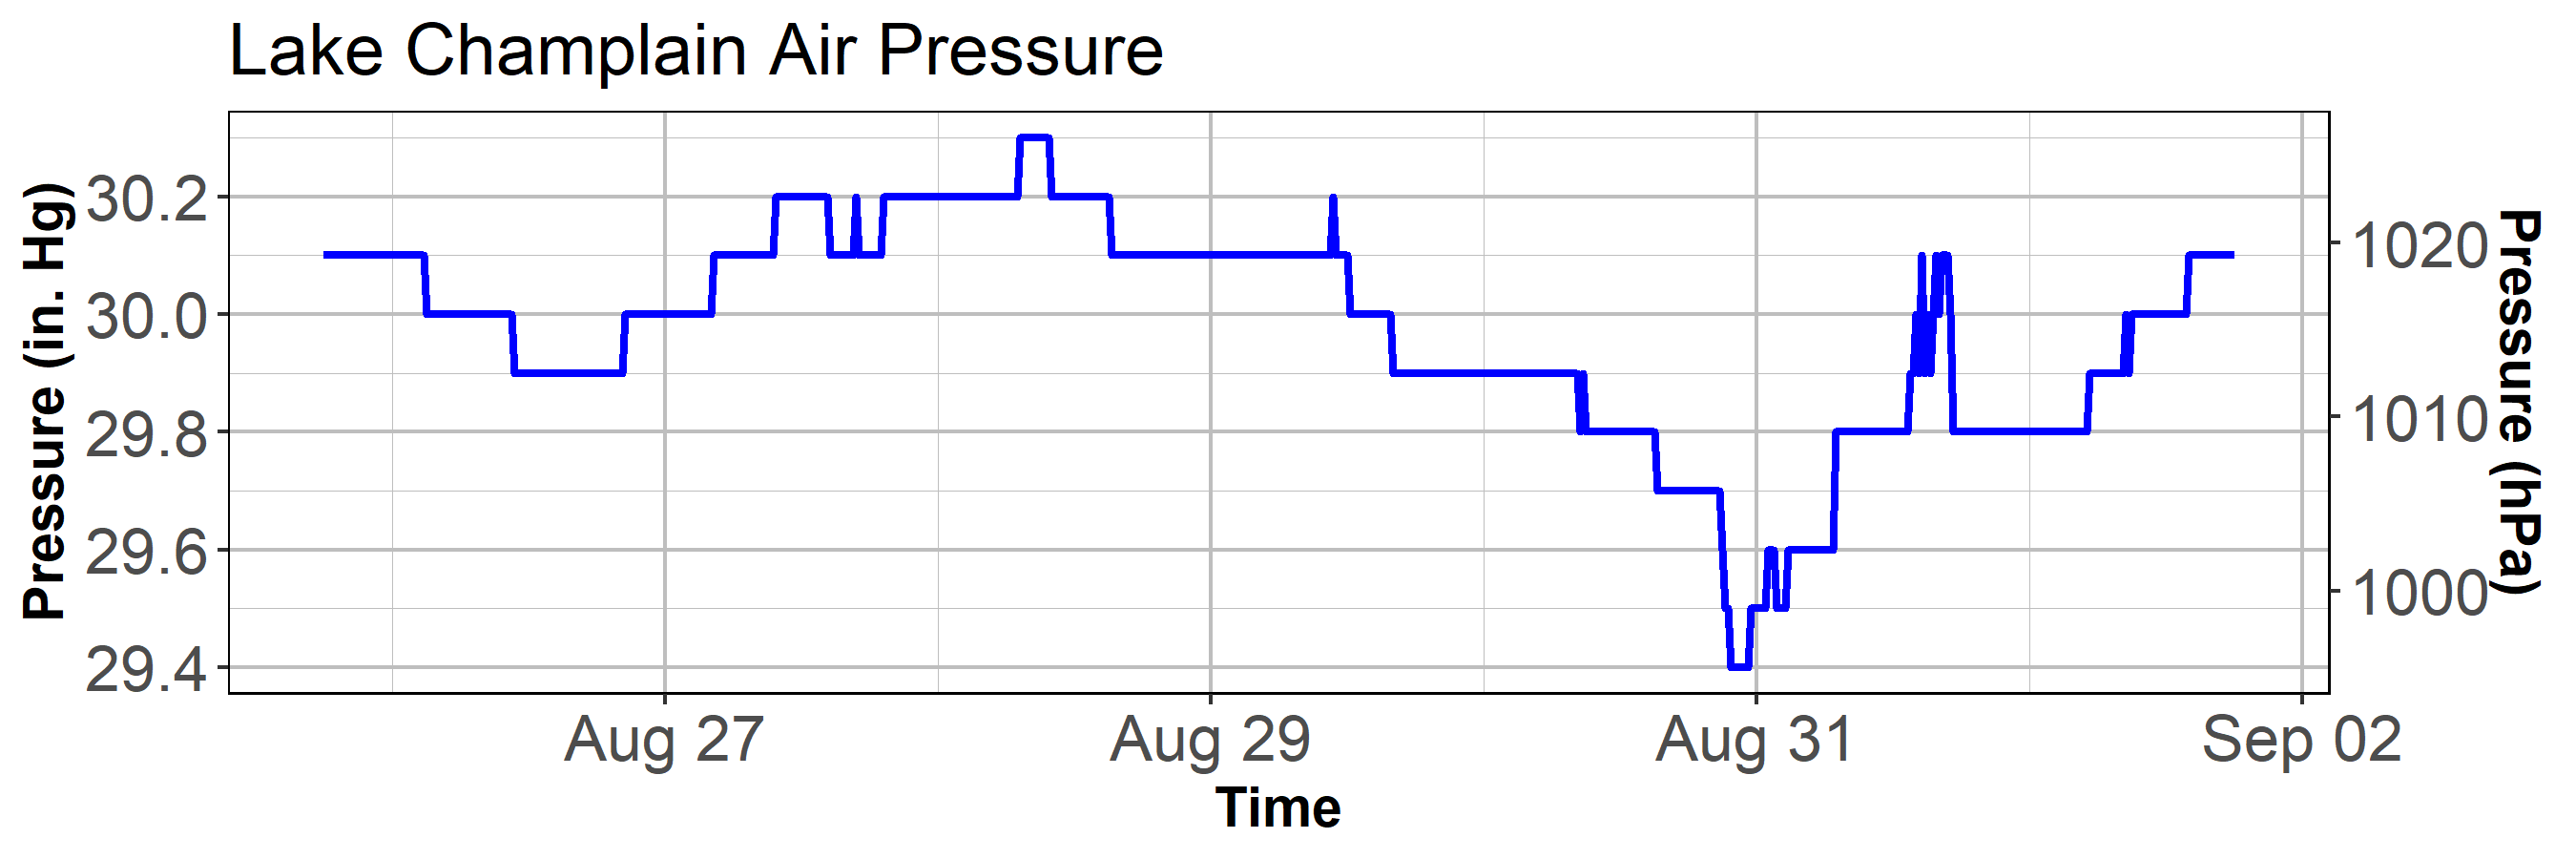 Lake Champlain Air Pressure
Pressure (in. Hg)
30.2
30.0
29.8
29.6
29.4
1020
1010
1000
Pressure (hPa)
Aug 27 Aug 29 Aug 31 Sep 02
Time